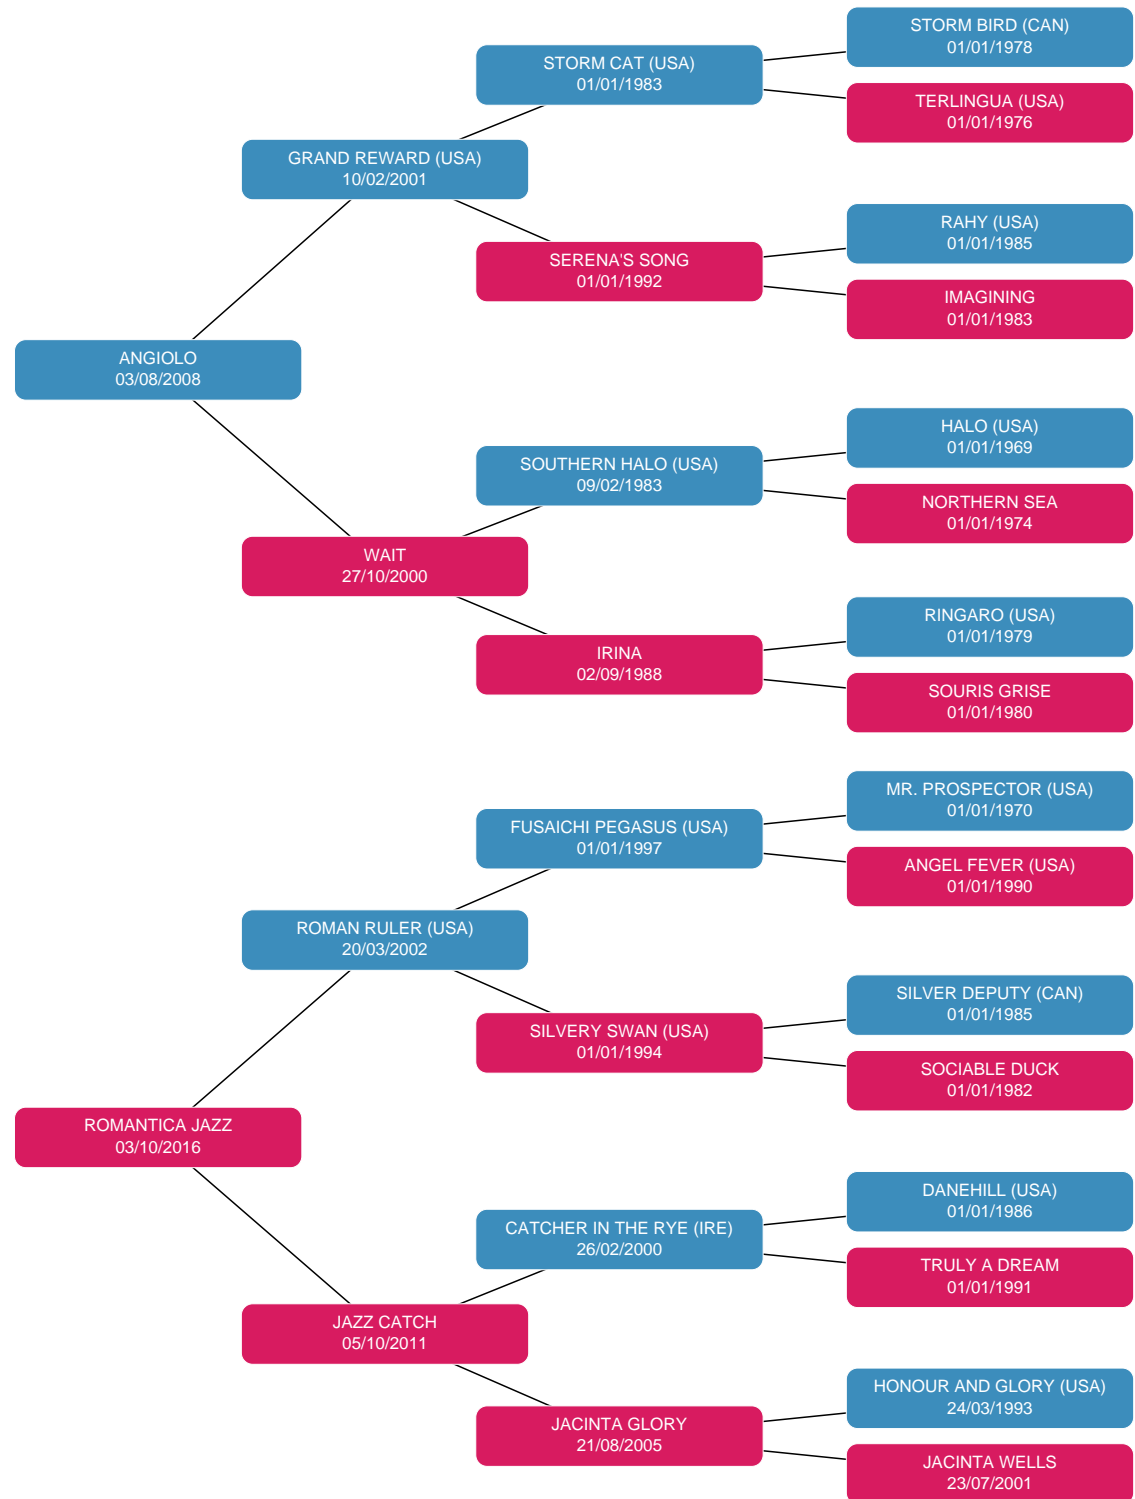 STORM BIRD (CAN)
01/01/1978
STORM CAT (USA)
01/01/1983
TERLINGUA (USA)
01/01/1976
GRAND REWARD (USA)
10/02/2001
RAHY (USA)
01/01/1985
SERENA'S SONG
01/01/1992
IMAGINING
01/01/1983
ANGIOLO
03/08/2008
HALO (USA)
01/01/1969
SOUTHERN HALO (USA)
09/02/1983
NORTHERN SEA
01/01/1974
WAIT
27/10/2000
RINGARO (USA)
01/01/1979
IRINA
02/09/1988
SOURIS GRISE
01/01/1980
MR. PROSPECTOR (USA)
01/01/1970
FUSAICHI PEGASUS (USA)
01/01/1997
ANGEL FEVER (USA)
01/01/1990
ROMAN RULER (USA)
20/03/2002
SILVER DEPUTY (CAN)
01/01/1985
SILVERY SWAN (USA)
01/01/1994
SOCIABLE DUCK
01/01/1982
ROMANTICA JAZZ
03/10/2016
DANEHILL (USA)
01/01/1986
CATCHER IN THE RYE (IRE)
26/02/2000
TRULY A DREAM
01/01/1991
JAZZ CATCH
05/10/2011
HONOUR AND GLORY (USA)
24/03/1993
JACINTA GLORY
21/08/2005
JACINTA WELLS
23/07/2001